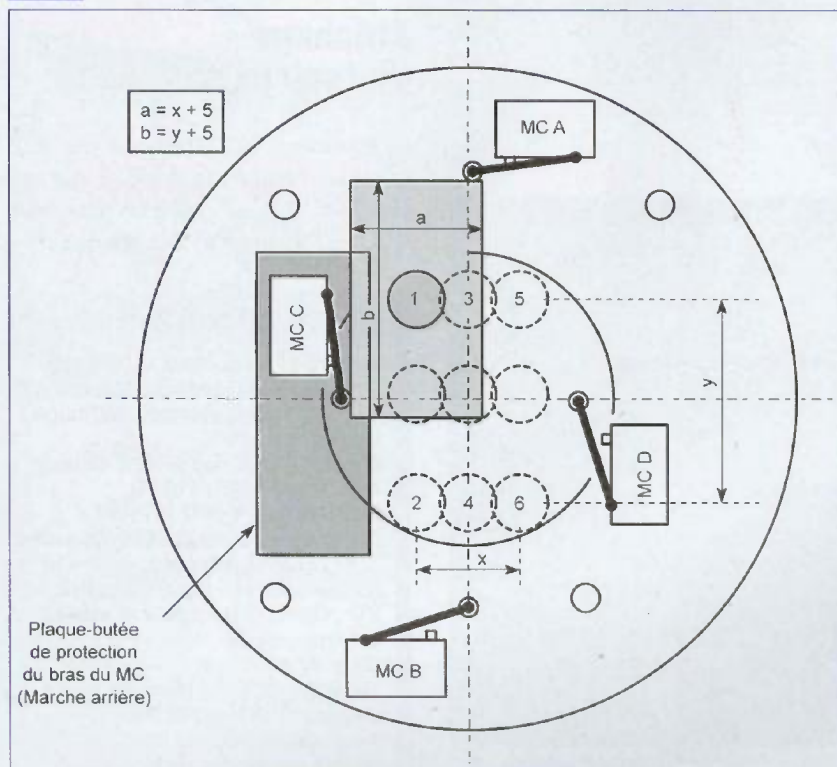 a = x + 5
b = y + 5
MC A
a
b
1
3
5
MC C
y
MC D
2
4
6
x
MC B
Plaque-butée
de protection
du bras du MC
(Marche arrière)